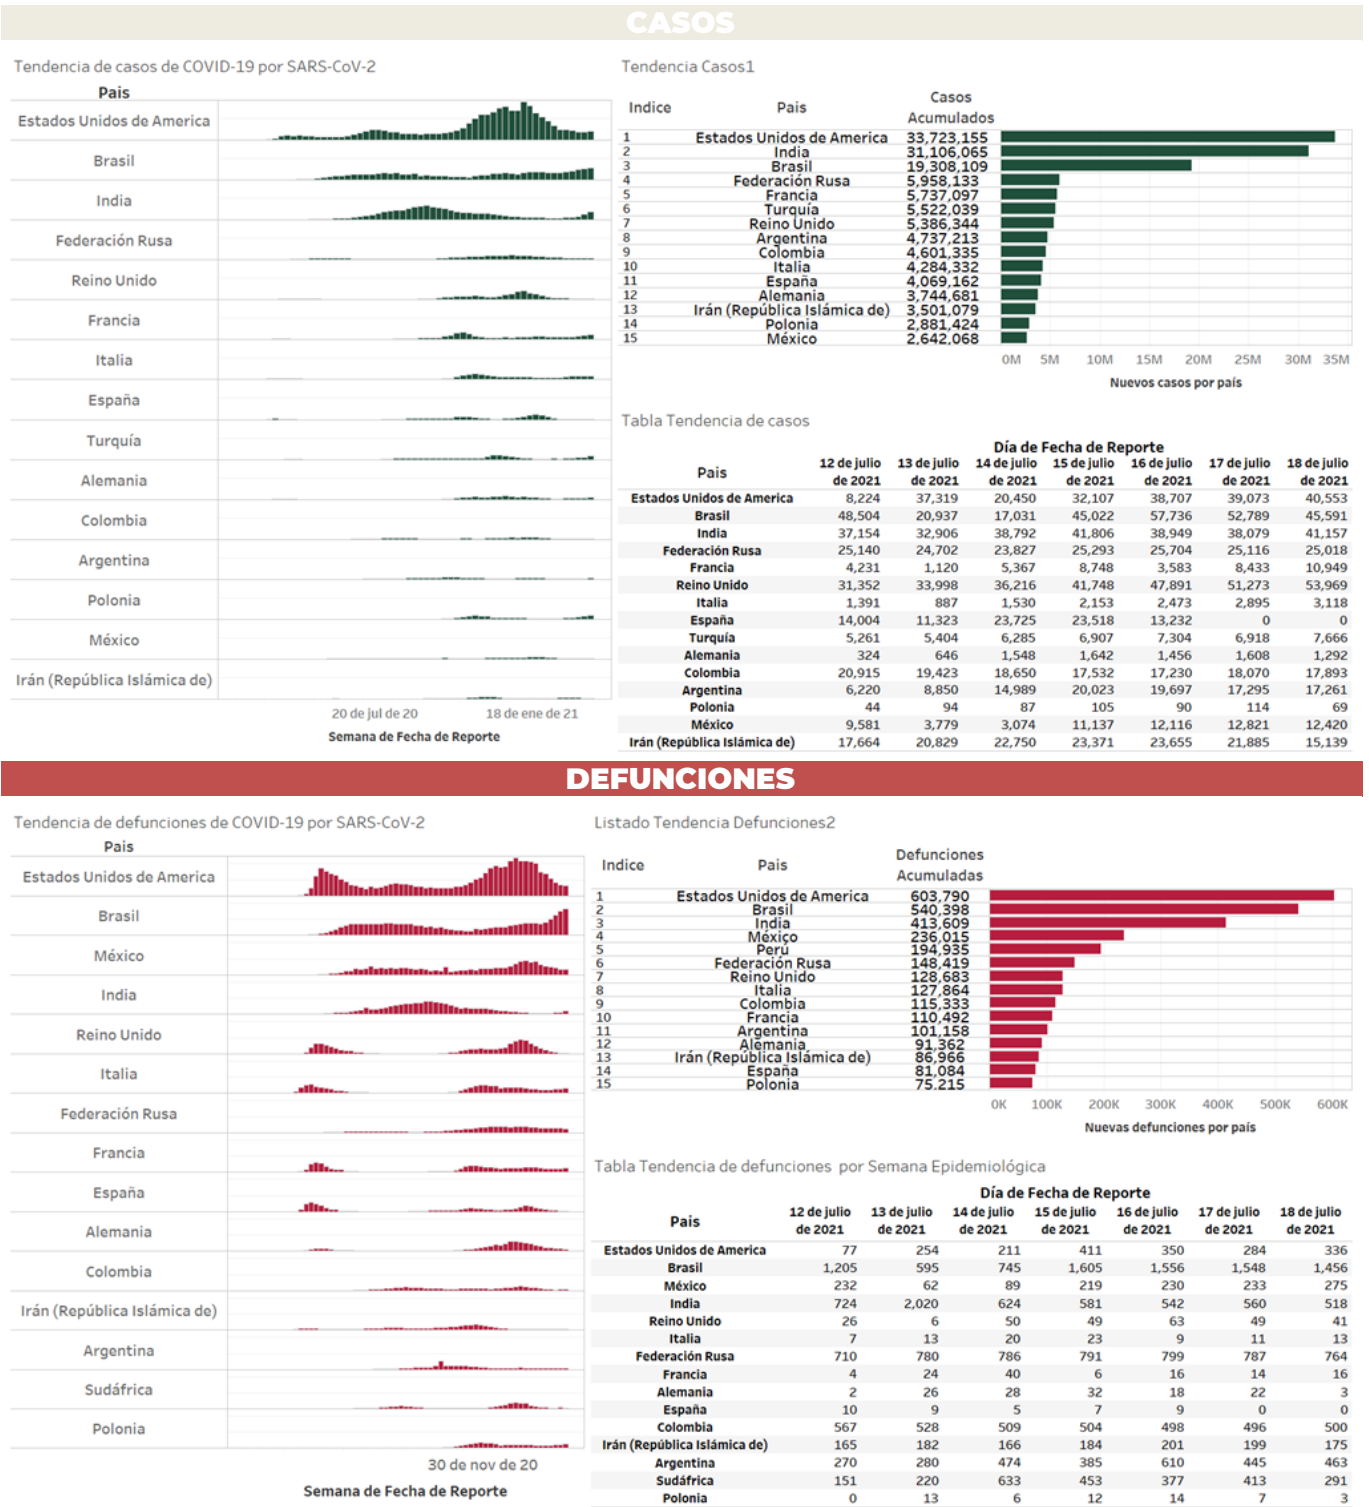 CASOS
Tendencia de casos de COVID-19 por SARS-CoV-2
Pais
Estados Unidos de America
Brasil
India
Federación Rusa
Reino Unido
Francia
Italia
España
Turquía
Alemania
Colombia
Argentina
Polonia
México
Irán (República Islámica de)
20 de jul de 20 18 de ene de 21
Semana de Fecha de Reporte
Tendencia Casos1
Indice Pais Casos Acumulados
1 Estados Unidos de America 33,723,155
2 India 31,106,065
3 Brasil 19,308,109
4 Federación Rusa 5,958,133
5 Francia 5,737,097
6 Turquía 5,522,039
7 Reino Unido 5,386,344
8 Argentina 4,737,213
9 Colombia 4,601,335
10 Italia 4,284,332
11 España 4,069,162
12 Alemania 3,744,681
13 Irán (República Islámica de) 3,501,079
14 Polonia 2,881,424
15 México 2,642,068
0M 5M 10M 15M 20M 25M 30M 35M
Nuevos casos por país
Tabla Tendencia de casos
Día de Fecha de Reporte
Pais 12 de julio de 2021 13 de julio de 2021 14 de julio de 2021 15 de julio de 2021 16 de julio de 2021 17 de julio de 2021 18 de julio de 2021
Estados Unidos de America 8,224 37,319 20,450 32,107 38,707 39,073 40,553
Brasil 48,504 20,937 17,031 45,022 57,736 52,789 45,591
India 37,154 32,906 38,792 41,806 38,949 38,079 41,157
Federación Rusa 25,140 24,702 23,827 25,293 25,704 25,116 25,018
Francia 4,231 1,120 5,367 8,748 3,583 8,433 10,949
Reino Unido 31,352 33,998 36,216 41,748 47,891 51,273 53,969
Italia 1,391 887 1,530 2,153 2,473 2,895 3,118
España 14,004 11,323 23,725 23,518 13,232 0 0
Turquía 5,261 5,404 6,285 6,907 7,304 6,918 7,666
Alemania 324 646 1,548 1,642 1,456 1,608 1,292
Colombia 20,915 19,423 18,650 17,532 17,230 18,070 17,893
Argentina 6,220 8,850 14,989 20,023 19,697 17,295 17,261
Polonia 44 94 87 105 90 114 69
México 9,581 3,779 3,074 11,137 12,116 12,821 12,420
Irán (República Islámica de) 17,664 20,829 22,750 23,371 23,655 21,885 15,139
DEFUNCIONES
Tendencia de defunciones de COVID-19 por SARS-CoV-2
Pais
Estados Unidos de America
Brasil
México
India
Reino Unido
Italia
Federación Rusa
Francia
España
Alemania
Colombia
Irán (República Islámica de)
Argentina
Sudáfrica
Polonia
30 de nov de 20
Semana de Fecha de Reporte
Listado Tendencia Defunciones2
Indice Pais Defunciones Acumuladas
1 Estados Unidos de America 603,790
2 Brasil 540,398
3 India 413,609
4 México 236,015
5 Perú 194,935
6 Federación Rusa 148,419
7 Reino Unido 128,683
8 Italia 127,864
9 Colombia 115,333
10 Francia 110,492
11 Argentina 101,158
12 Alemania 91,362
13 Irán (República Islámica de) 86,966
14 España 81,084
15 Polonia 75,215
0K 100K 200K 300K 400K 500K 600K
Nuevas defunciones por país
Tabla Tendencia de defunciones por Semana Epidemiológica
Día de Fecha de Reporte
Pais 12 de julio de 2021 13 de julio de 2021 14 de julio de 2021 15 de julio de 2021 16 de julio de 2021 17 de julio de 2021 18 de julio de 2021
Estados Unidos de America 77 254 211 411 350 284 336
Brasil 1,205 595 745 1,605 1,556 1,548 1,456
México 232 62 89 219 230 233 275
India 724 2,020 624 581 542 560 518
Reino Unido 26 6 50 49 63 49 41
Italia 7 13 20 23 9 11 13
Federación Rusa 710 780 786 791 799 787 764
Francia 4 24 40 6 16 14 16
Alemania 2 26 28 32 18 22 3
España 10 9 5 7 9 0 0
Colombia 567 528 509 504 498 496 500
Irán (República Islámica de) 165 182 166 184 201 199 175
Argentina 270 280 474 385 610 445 463
Sudáfrica 151 220 633 453 377 413 291
Polonia 0 13 6 12 14 7 3